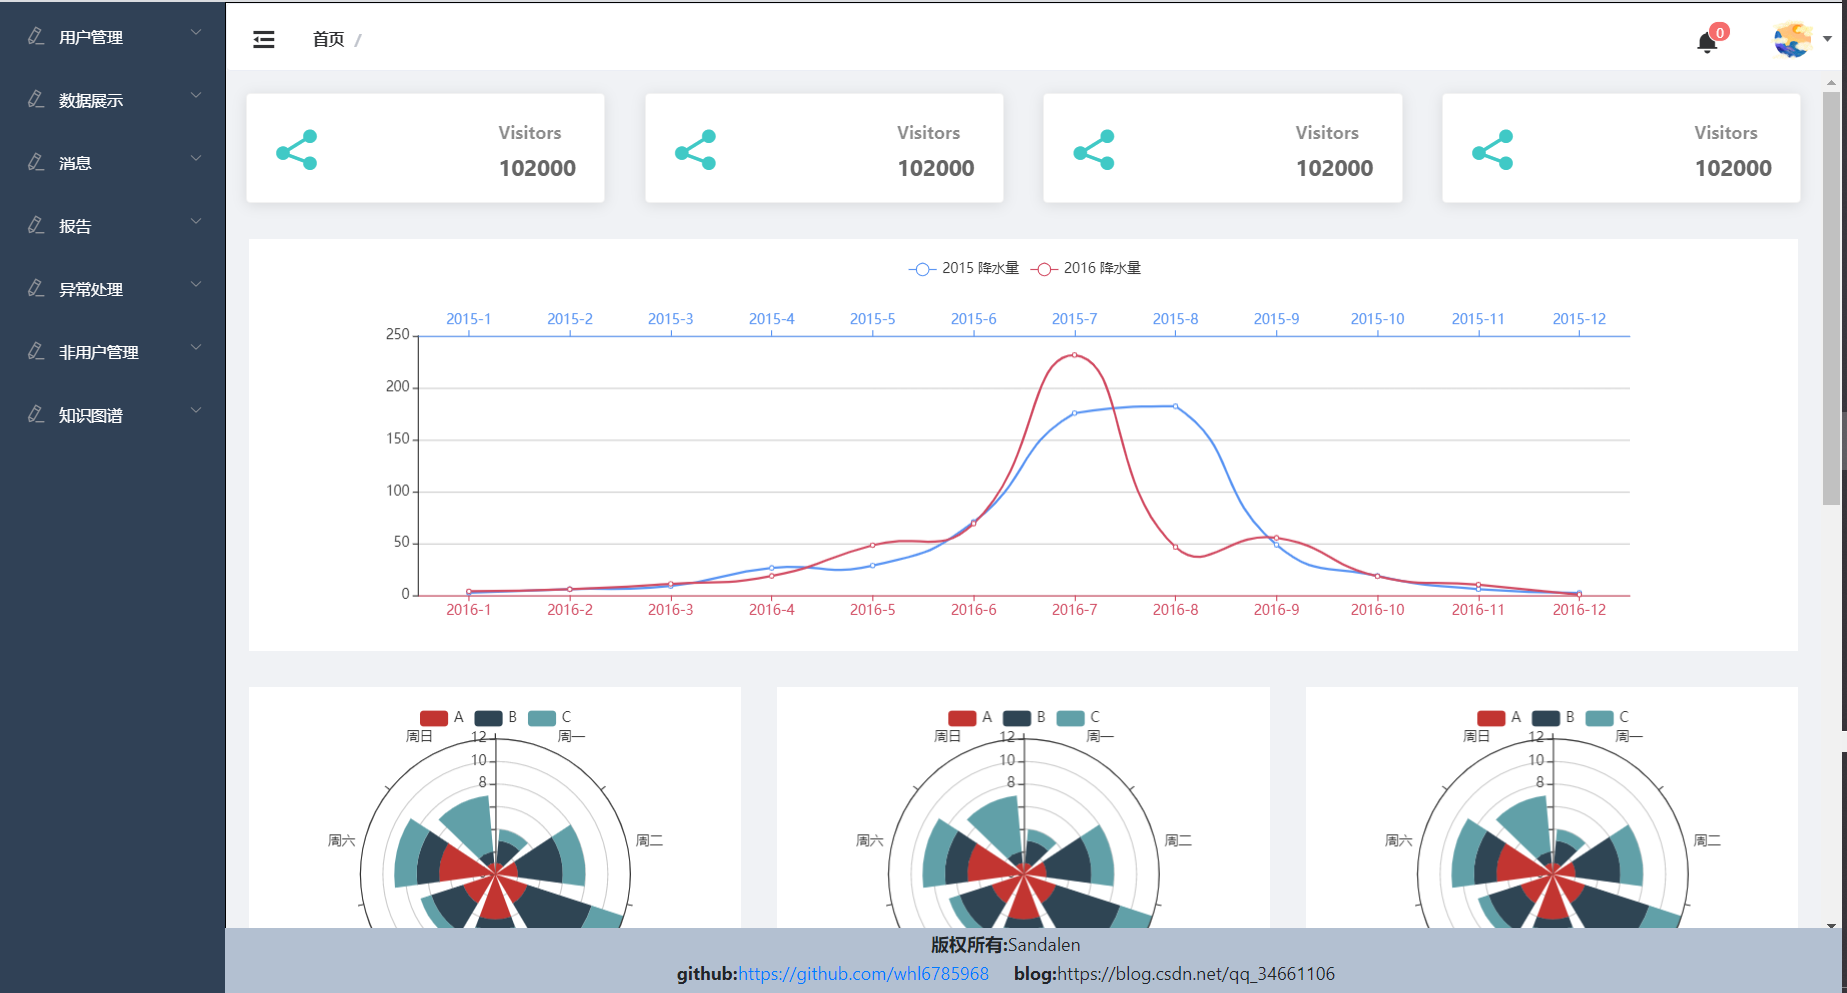 用户管理
数据展示
消息
报告
异常处理
非用户管理
知识图谱
首页 /
0
Visitors
102000
Visitors
102000
Visitors
102000
Visitors
102000
2015 降水量 2016 降水量
2015-1 2015-2 2015-3 2015-4 2015-5 2015-6 2015-7 2015-8 2015-9 2015-10 2015-11 2015-12
250
200
150
100
50
0
2016-1 2016-2 2016-3 2016-4 2016-5 2016-6 2016-7 2016-8 2016-9 2016-10 2016-11 2016-12
A B C
周日 12 周一
10
8
周六 周二
A B C
周日 12 周一
10
8
周六 周二
A B C
周日 12 周一
10
8
周六 周二
版权所有:Sandalen
github:https://github.com/whl6785968 blog:https://blog.csdn.net/qq_34661106